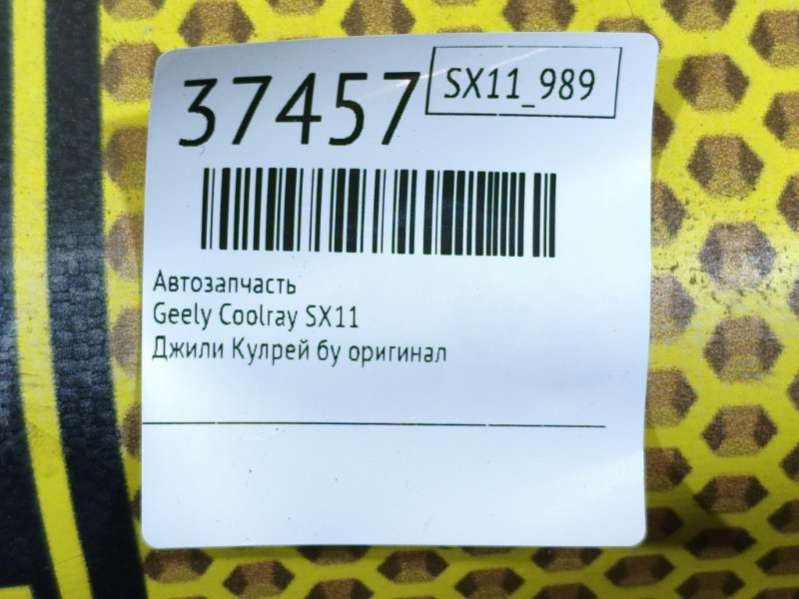 37457
SX11_989
Автозапчасть
Geely Coolray SX11
Джили Кулрей бу оригинал